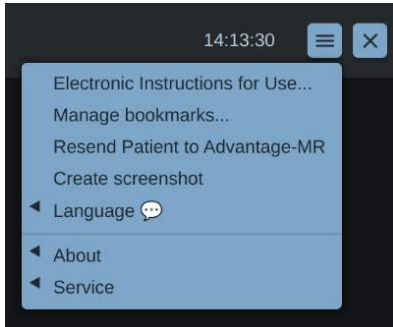 14:13:30
Electronic Instructions for Use...
Manage bookmarks...
Resend Patient to Advantage-MR
Create screenshot
Language 💬
About
Service